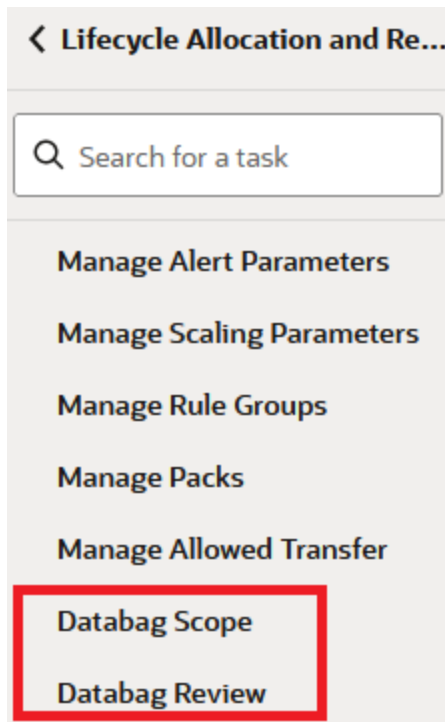 Lifecycle Allocation and Re...
Search for a task
Manage Alert Parameters
Manage Scaling Parameters
Manage Rule Groups
Manage Packs
Manage Allowed Transfer
Databag Scope
Databag Review